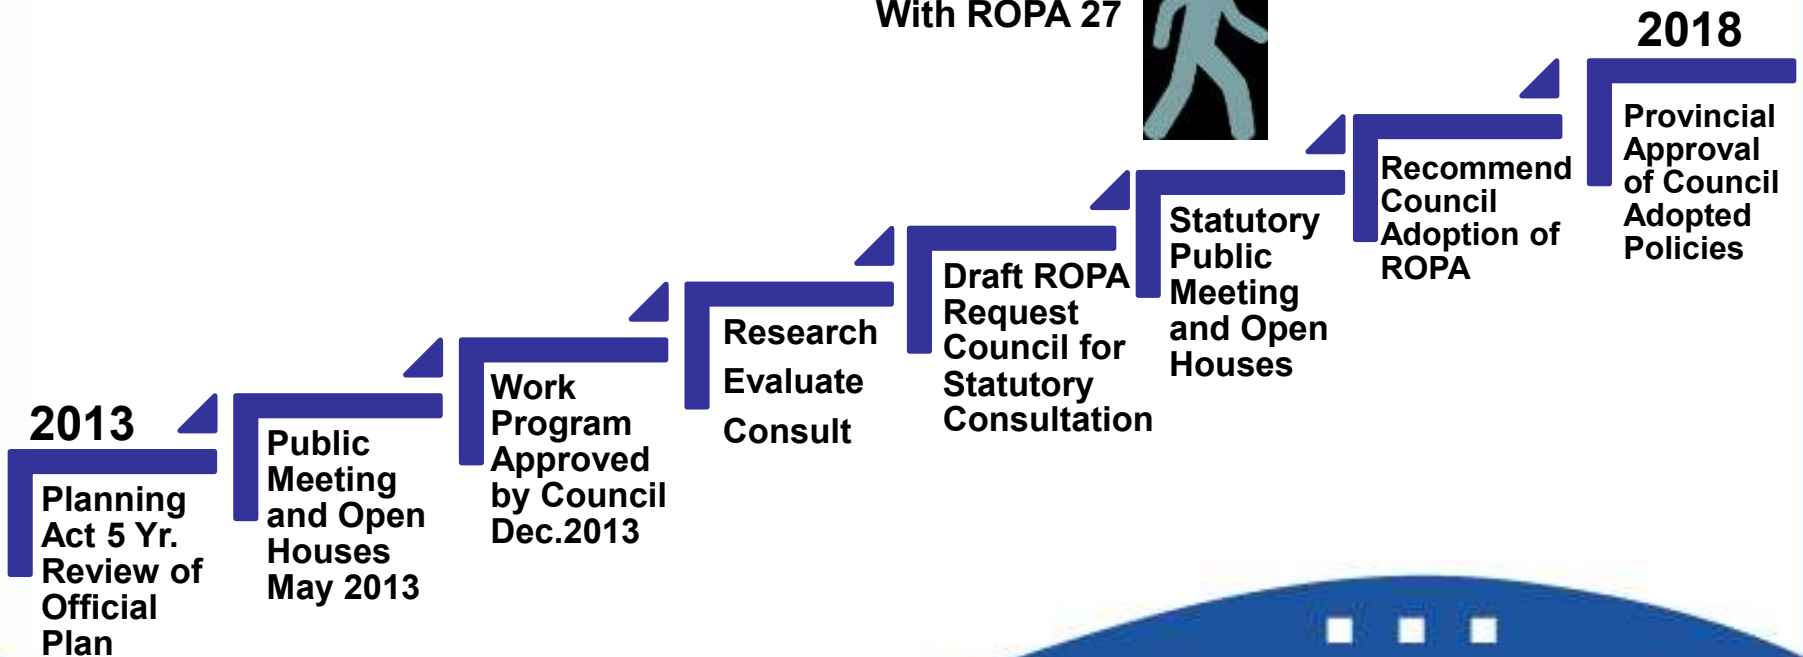 With ROPA 27
2013
Planning
Act 5 Yr.
Review of
Official
Plan
Public
Meeting
and Open
Houses
May 2013
Work
Program
Approved
by Council
Dec.2013
Research
Evaluate
Consult
Draft ROPA
Request
Council for
Statutory
Consultation
Statutory
Public
Meeting
and Open
Houses
Recommend
Council
Adoption of
ROPA
2018
Provincial
Approval
of Council
Adopted
Policies